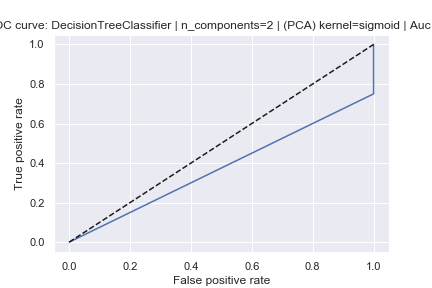 OC curve: DecisionTreeClassifier | n_components=2 | (PCA) kernel=sigmoid | Auc
1.0
0.8
0.6
0.4
0.2
0.0
True positive rate
0.0 0.2 0.4 0.6 0.8 1.0
False positive rate